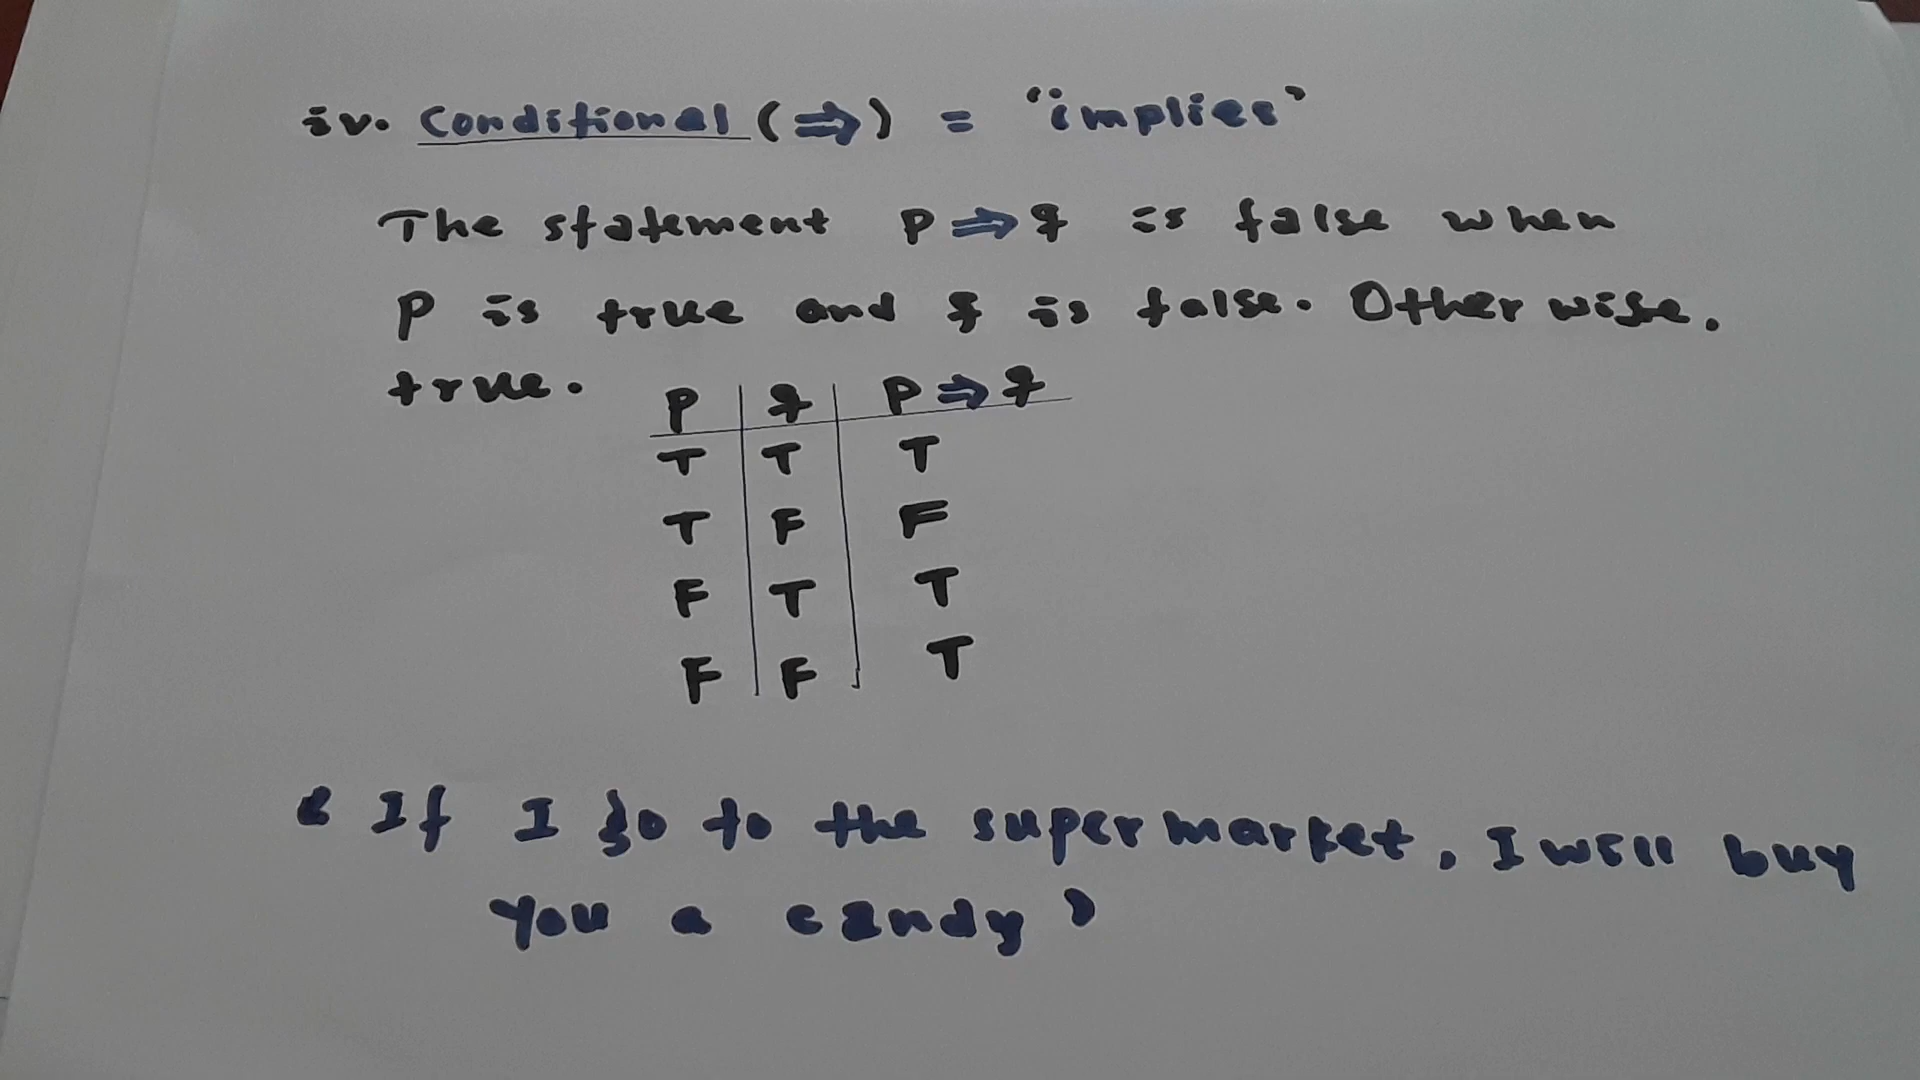 iv. Conditional (⇒) = "implies"
The statement P ⇒ q is false when
P is true and q is false. Otherwise,
true.
P | q | P ⇒ q
T | T | T
T | F | F
F | T | T
F | F | T
‘ If I go to the supermarket, I will buy
you a candy ’